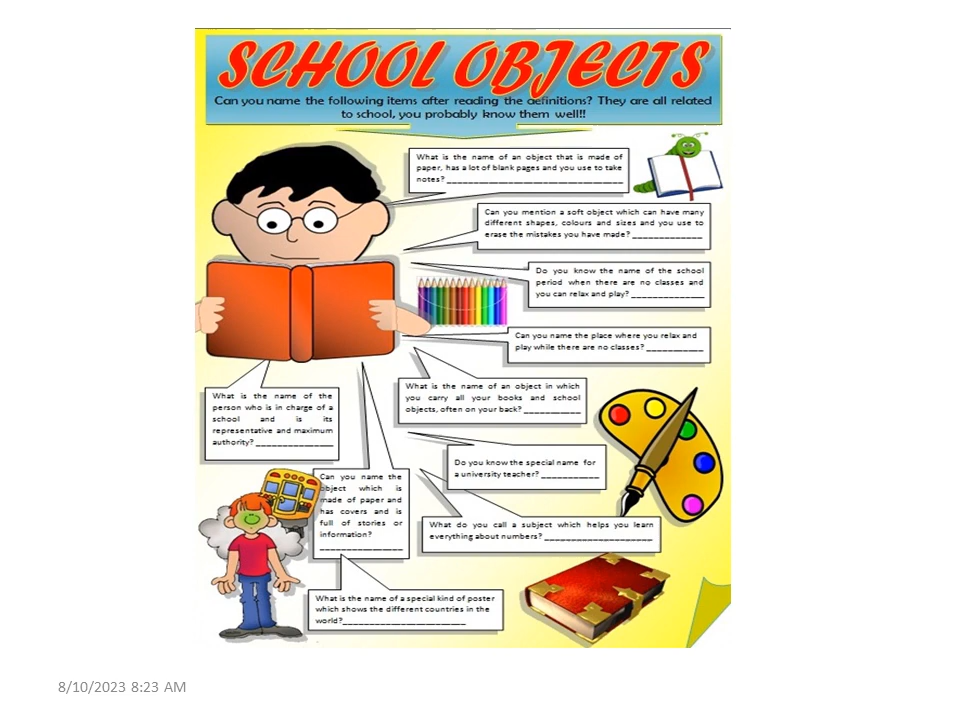 SCHOOL OBJECTS
Can you name the following items after reading the definitions? They are all related
to school, you probably know them well!!
What is the name of an object that is made of
paper, has a lot of blank pages and you use to take
notes? ________________________________
Can you mention a soft object which can have many
different shapes, colours and sizes and you use to
erase the mistakes you have made? _____________
Do you know the name of the school
period when there are no classes and
you can relax and play? ______________
Can you name the place where you relax and
play while there are no classes? ___________
What is the name of an object in which
you carry all your books and school
objects, often on your back? ___________
What is the name of the
person who is in charge of a
school and is its
representative and maximum
authority? ______________
Do you know the special name for
a university teacher? ___________
Can you name the
object which is
made of paper and
has covers and is
full of stories or
information?
_______________
What do you call a subject which helps you learn
everything about numbers? ____________________
What is the name of a special kind of poster
which shows the different countries in the
world?_______________________
8/10/2023 8:23 AM